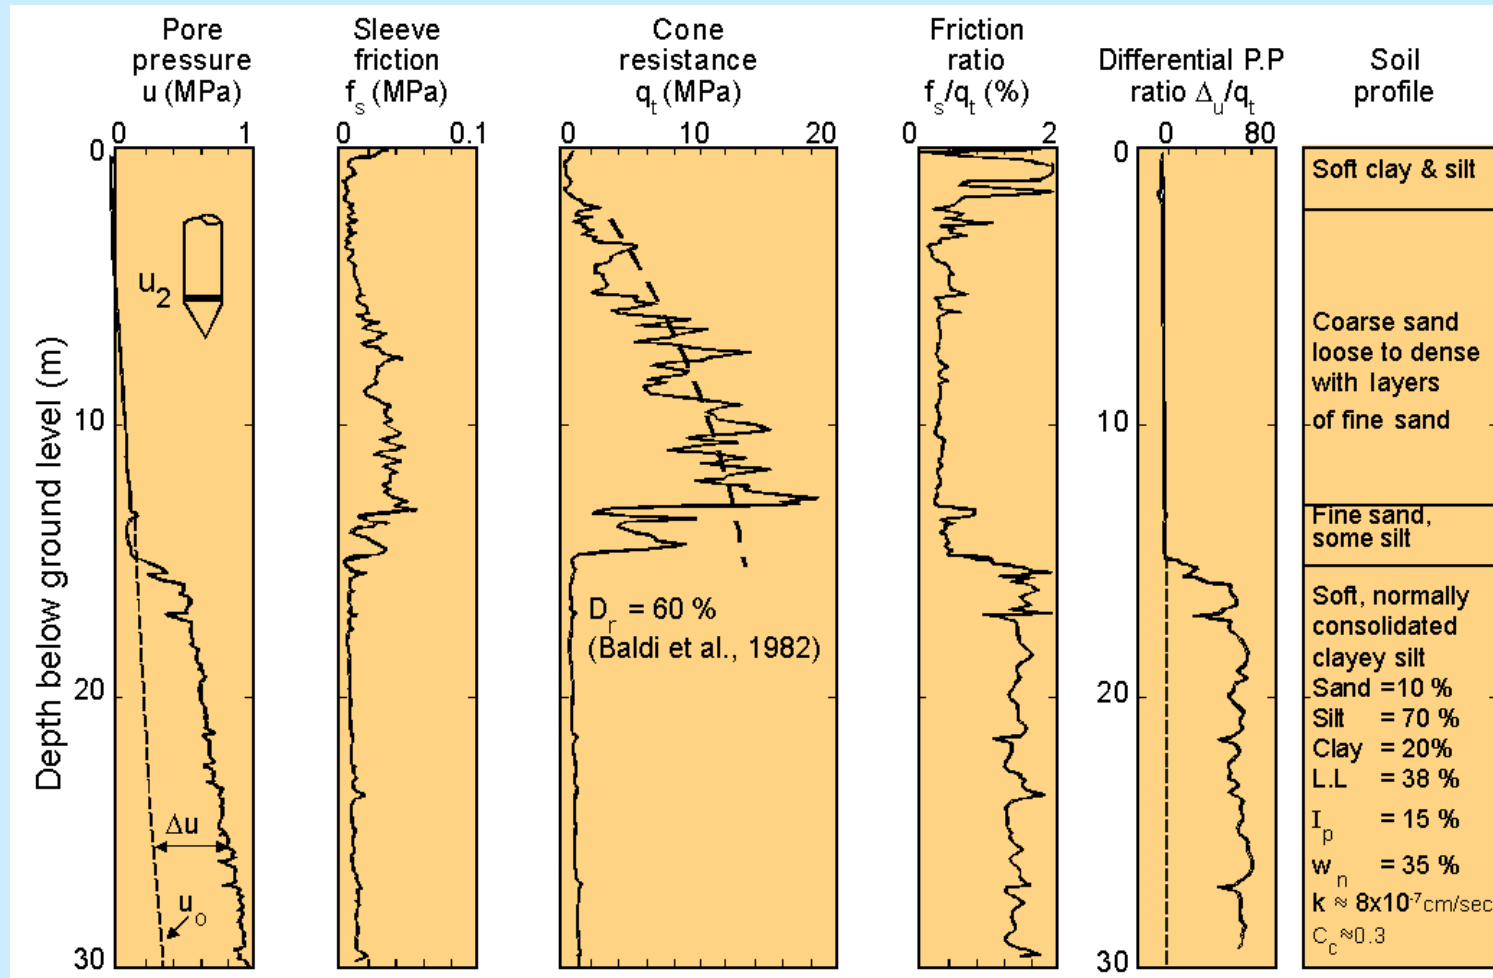 Pore
pressure
u (MPa)
Sleeve
friction
f_s (MPa)
Cone
resistance
q_t (MPa)
Friction
ratio
f_s/q_t (%)
Differential P.P
ratio Δ_u/q_t
Soil
profile
0 1
0 0.1
0 10 20
0 2
0 80
0
10
20
30
Depth below ground level (m)
u_2
Δu
u_o
D_r = 60 %
(Baldi et al., 1982)
0
10
20
30
Soft clay & silt
Coarse sand
loose to dense
with layers
of fine sand
Fine sand,
some silt
Soft, normally
consolidated
clayey silt
Sand =10 %
Silt = 70 %
Clay = 20%
L.L = 38 %
I_p = 15 %
w_n = 35 %
k ≈ 8x10⁻⁷cm/sec
C_c≈0.3